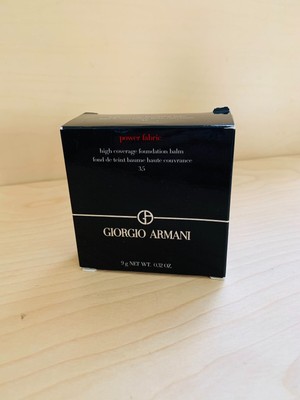 power fabric
high coverage foundation balm
fond de teint baume haute couvrance
3.5
GIORGIO ARMANI
9 g NET WT. 0.32 OZ.